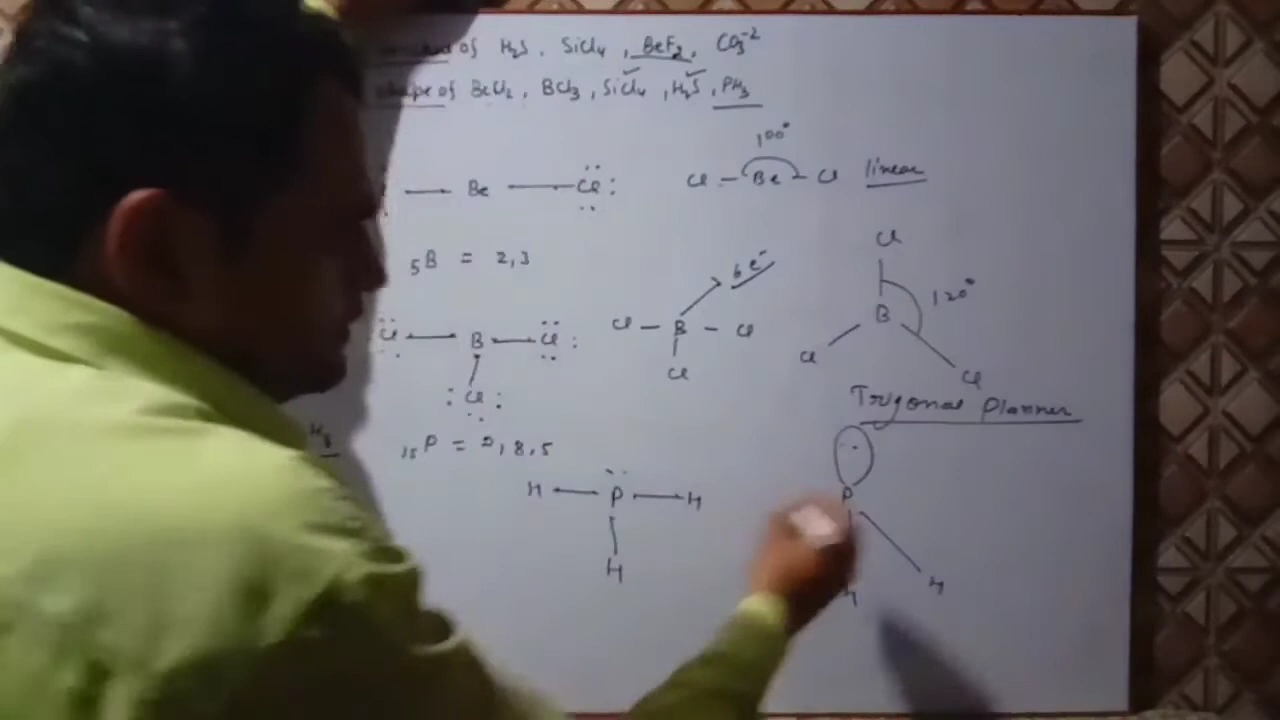 of H₂S, SiCl₄, BeF₂, CO₃⁻²
shape of BeCl₂, BCl₃, SiCl₄, H₂S, PH₃
100°
Be — Cl
Cl — Be — Cl linear
Cl
₅B = 2,3
6e⁻
120°
B
Cl — B — Cl
Cl — B — Cl
Cl
Cl
Cl
Cl
Trigonal Planner
₁₅P = 2,8,5
H — P — H
P
H
H
H